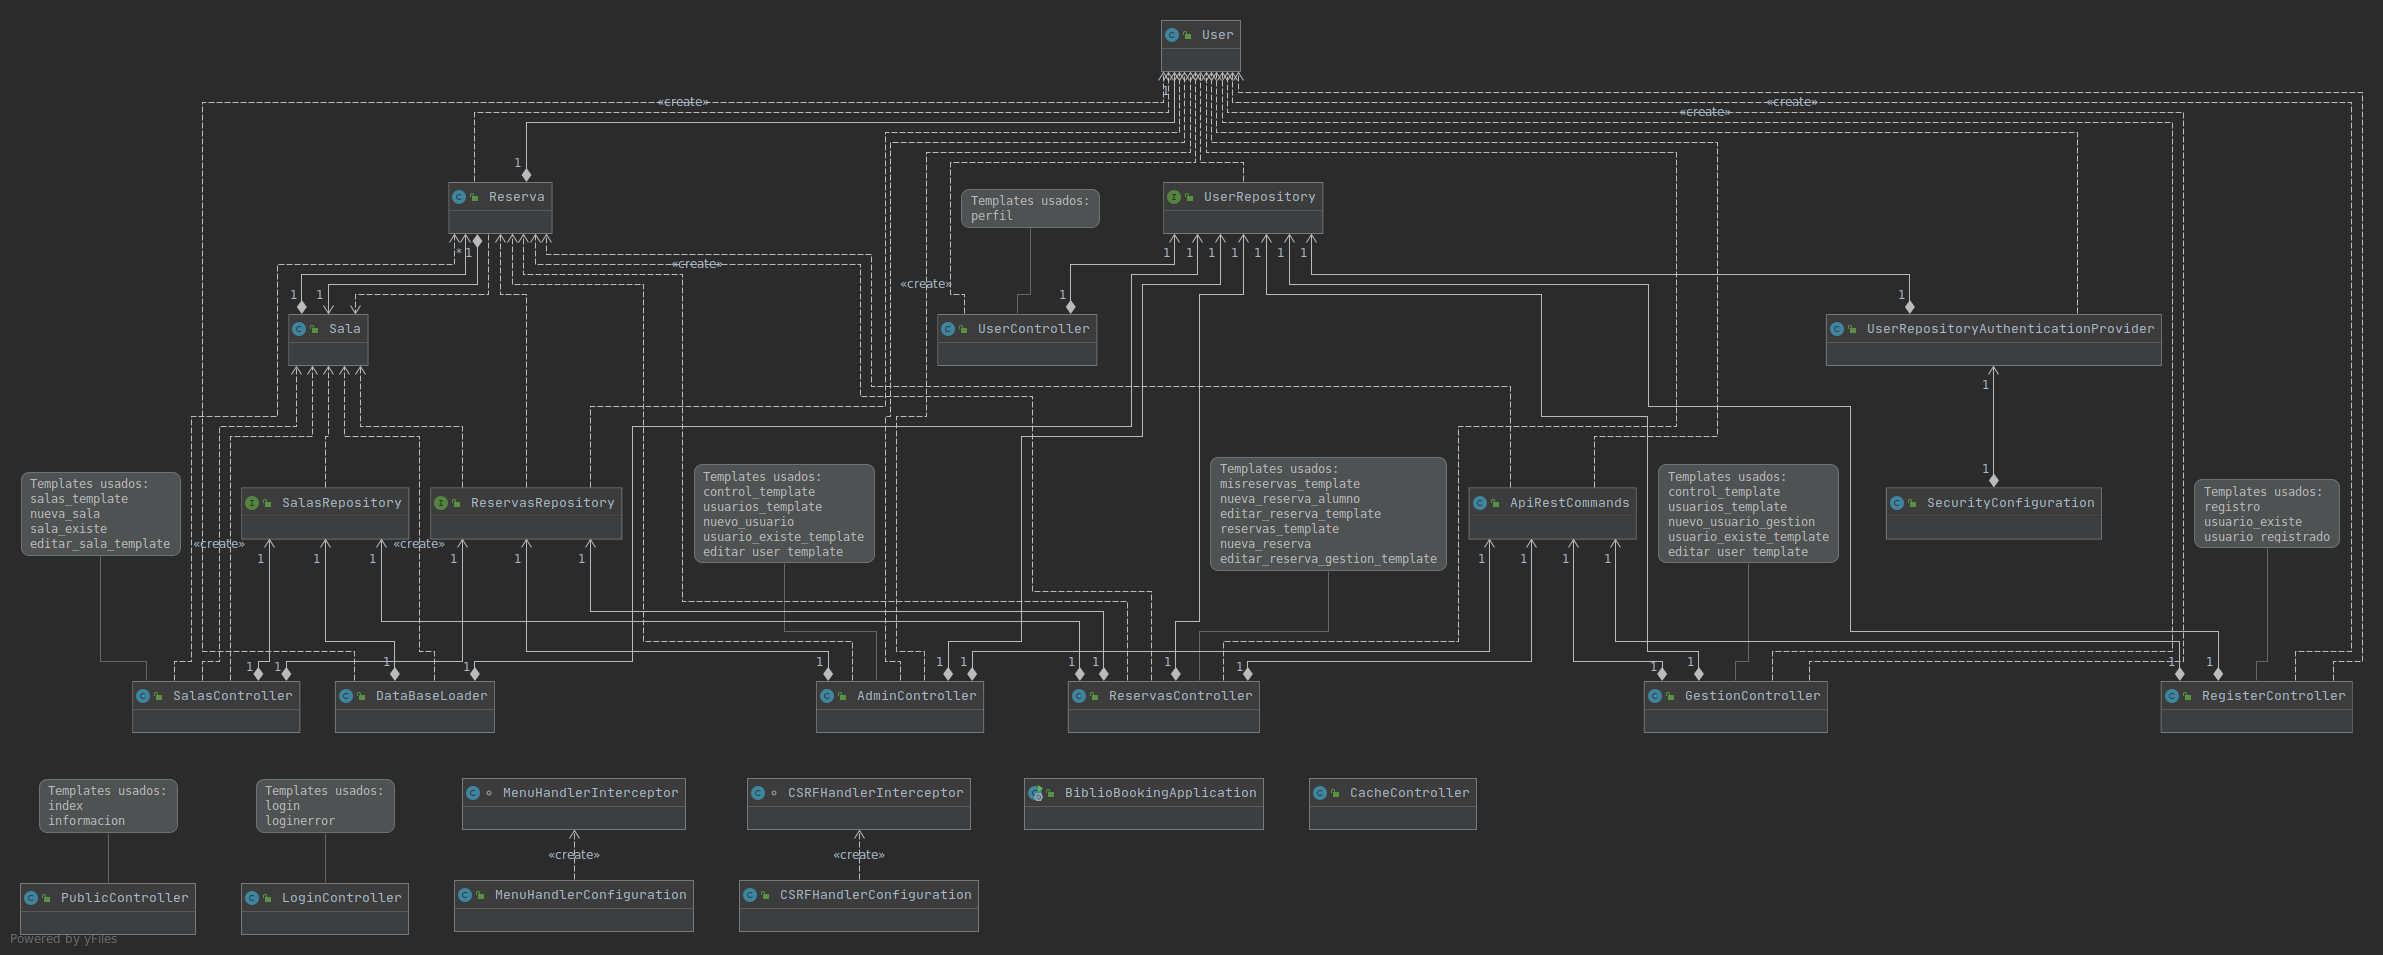 User
«create»
«create»
«create»
1
1
Reserva
Templates usados:
perfil
UserRepository
* 1
1 1 1 1 1 1 1
«create»
«create»
1 1
1
1
Sala
UserController
UserRepositoryAuthenticationProvider
1
1
Templates usados:
salas_template
nueva_sala
sala_existe
editar_sala_template
SalasRepository
ReservasRepository
Templates usados:
control_template
usuarios_template
nuevo_usuario
usuario_existe_template
editar user template
Templates usados:
misreservas_template
nueva_reserva_alumno
editar_reserva_template
reservas_template
nueva_reserva
editar_reserva_gestion_template
ApiRestCommands
Templates usados:
control_template
usuarios_template
nuevo_usuario_gestion
usuario_existe_template
editar user template
SecurityConfiguration
Templates usados:
registro
usuario_existe
usuario registrado
«create»
«create»
1 1 1 1 1 1
1 1 1 1
1 1 1 1 1 1 1 1 1 1 1 1 1 1 1
SalasController
DataBaseLoader
AdminController
ReservasController
GestionController
RegisterController
Templates usados:
index
informacion
Templates usados:
login
loginerror
MenuHandlerInterceptor
CSRFHandlerInterceptor
BiblioBookingApplication
CacheController
«create»
«create»
PublicController
LoginController
MenuHandlerConfiguration
CSRFHandlerConfiguration
Powered by yFiles